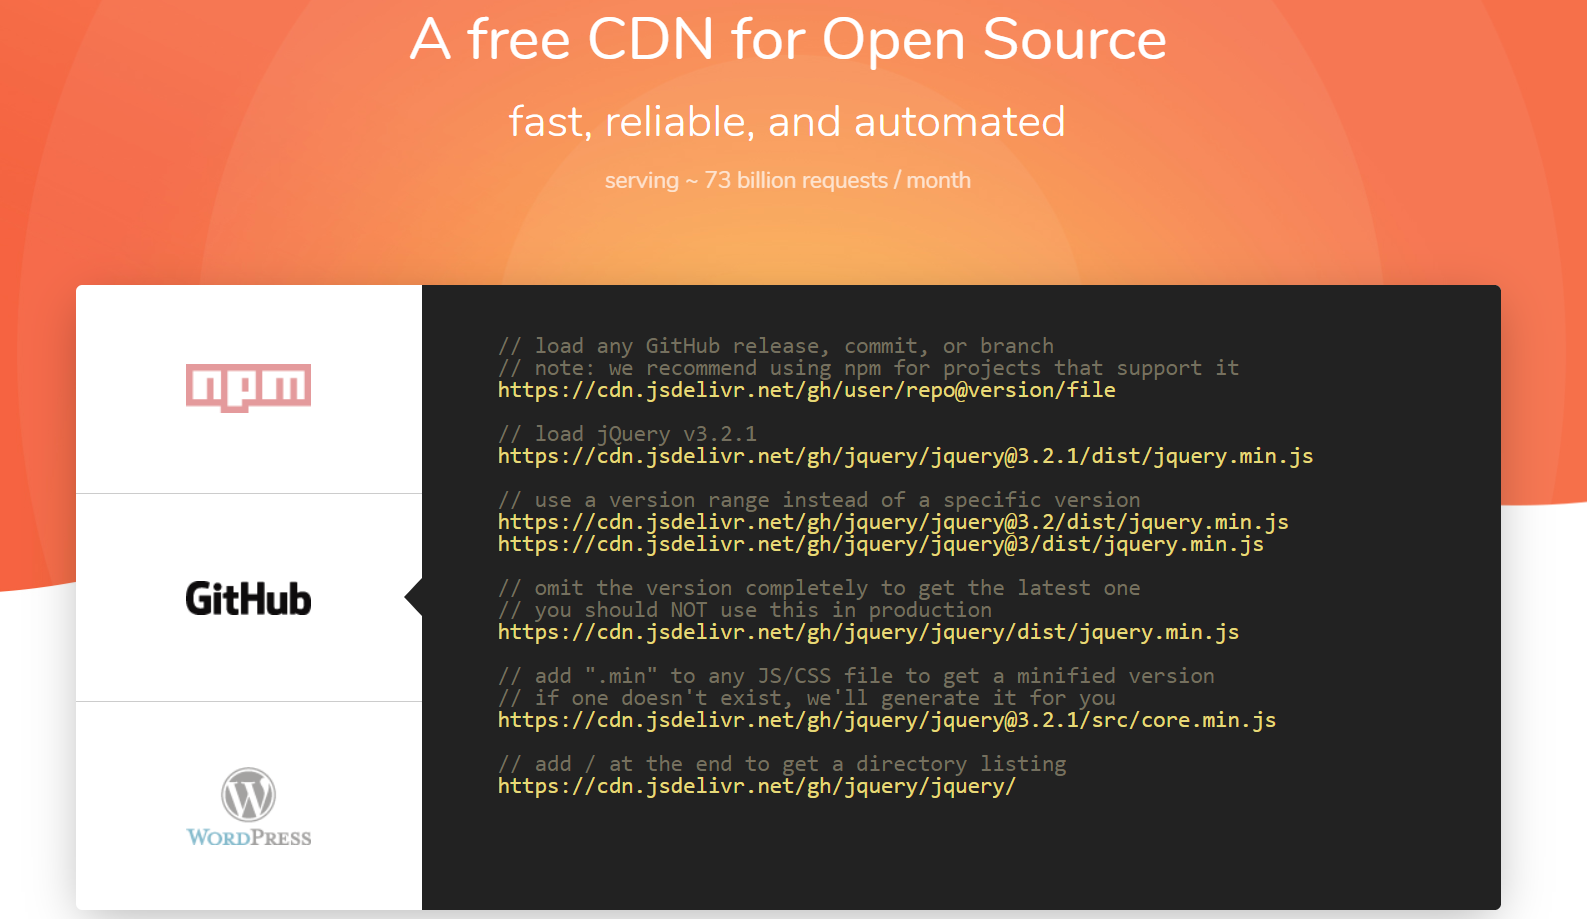 A free CDN for Open Source
fast, reliable, and automated
serving ~ 73 billion requests / month
npm
GitHub
WORDPRESS
// load any GitHub release, commit, or branch
// note: we recommend using npm for projects that support it
https://cdn.jsdelivr.net/gh/user/repo@version/file
// load jQuery v3.2.1
https://cdn.jsdelivr.net/gh/jquery/jquery@3.2.1/dist/jquery.min.js
// use a version range instead of a specific version
https://cdn.jsdelivr.net/gh/jquery/jquery@3.2/dist/jquery.min.js
https://cdn.jsdelivr.net/gh/jquery/jquery@3/dist/jquery.min.js
// omit the version completely to get the latest one
// you should NOT use this in production
https://cdn.jsdelivr.net/gh/jquery/jquery/dist/jquery.min.js
// add ".min" to any JS/CSS file to get a minified version
// if one doesn't exist, we'll generate it for you
https://cdn.jsdelivr.net/gh/jquery/jquery@3.2.1/src/core.min.js
// add / at the end to get a directory listing
https://cdn.jsdelivr.net/gh/jquery/jquery/